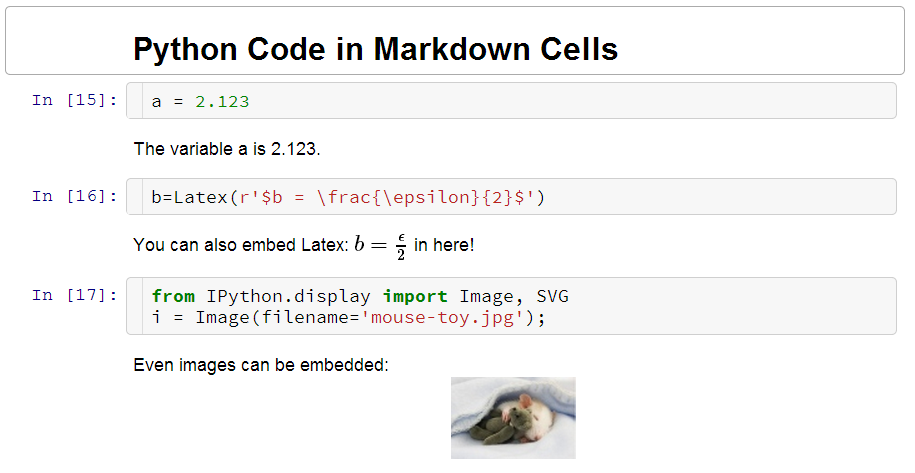 Python Code in Markdown Cells
In [15]: a = 2.123
The variable a is 2.123.
In [16]: b=Latex(r'$b = \frac{\epsilon}{2}$')
You can also embed Latex: b = ϵ/2 in here!
In [17]: from IPython.display import Image, SVG
i = Image(filename='mouse-toy.jpg');
Even images can be embedded: